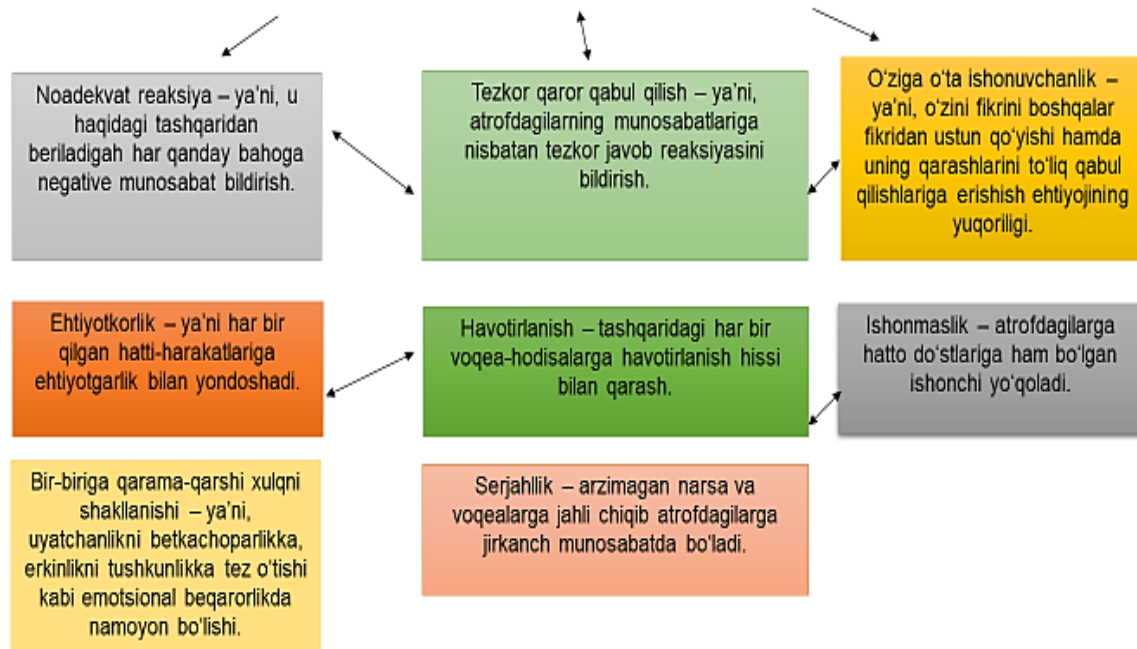 Noadekvat reaksiya – ya’ni, u
haqidagi tashqaridan
beriladigah har qanday bahoga
negative munosabat bildirish.
Tezkor qaror qabul qilish – ya’ni,
atrofdagilarning munosabatlariga
nisbatan tezkor javob reaksiyasini
bildirish.
O‘ziga o‘ta ishonuvchanlik –
ya’ni, o‘zini fikrini boshqalar
fikridan ustun qo‘yishi hamda
uning qarashlarini to‘liq qabul
qilishlariga erishish ehtiyojining
yuqoriligi.
Ehtiyotkorlik – ya’ni har bir
qilgan hatti-harakatlariga
ehtiyotgarlik bilan yondoshadi.
Havotirlanish – tashqaridagi har bir
voqea-hodisalarga havotirlanish hissi
bilan qarash.
Ishonmaslik – atrofdagilarga
hatto do‘stlariga ham bo‘lgan
ishonchi yo‘qoladi.
Bir-biriga qarama-qarshi xulqni
shakllanishi – ya’ni,
uyatchanlikni betkachoparlikka,
erkinlikni tushkunlikka tez o‘tishi
kabi emotsional beqarorlikda
namoyon bo‘lishi.
Serjahllik – arzimagan narsa va
voqealarga jahli chiqib atrofdagilarga
jirkanch munosabatda bo‘ladi.